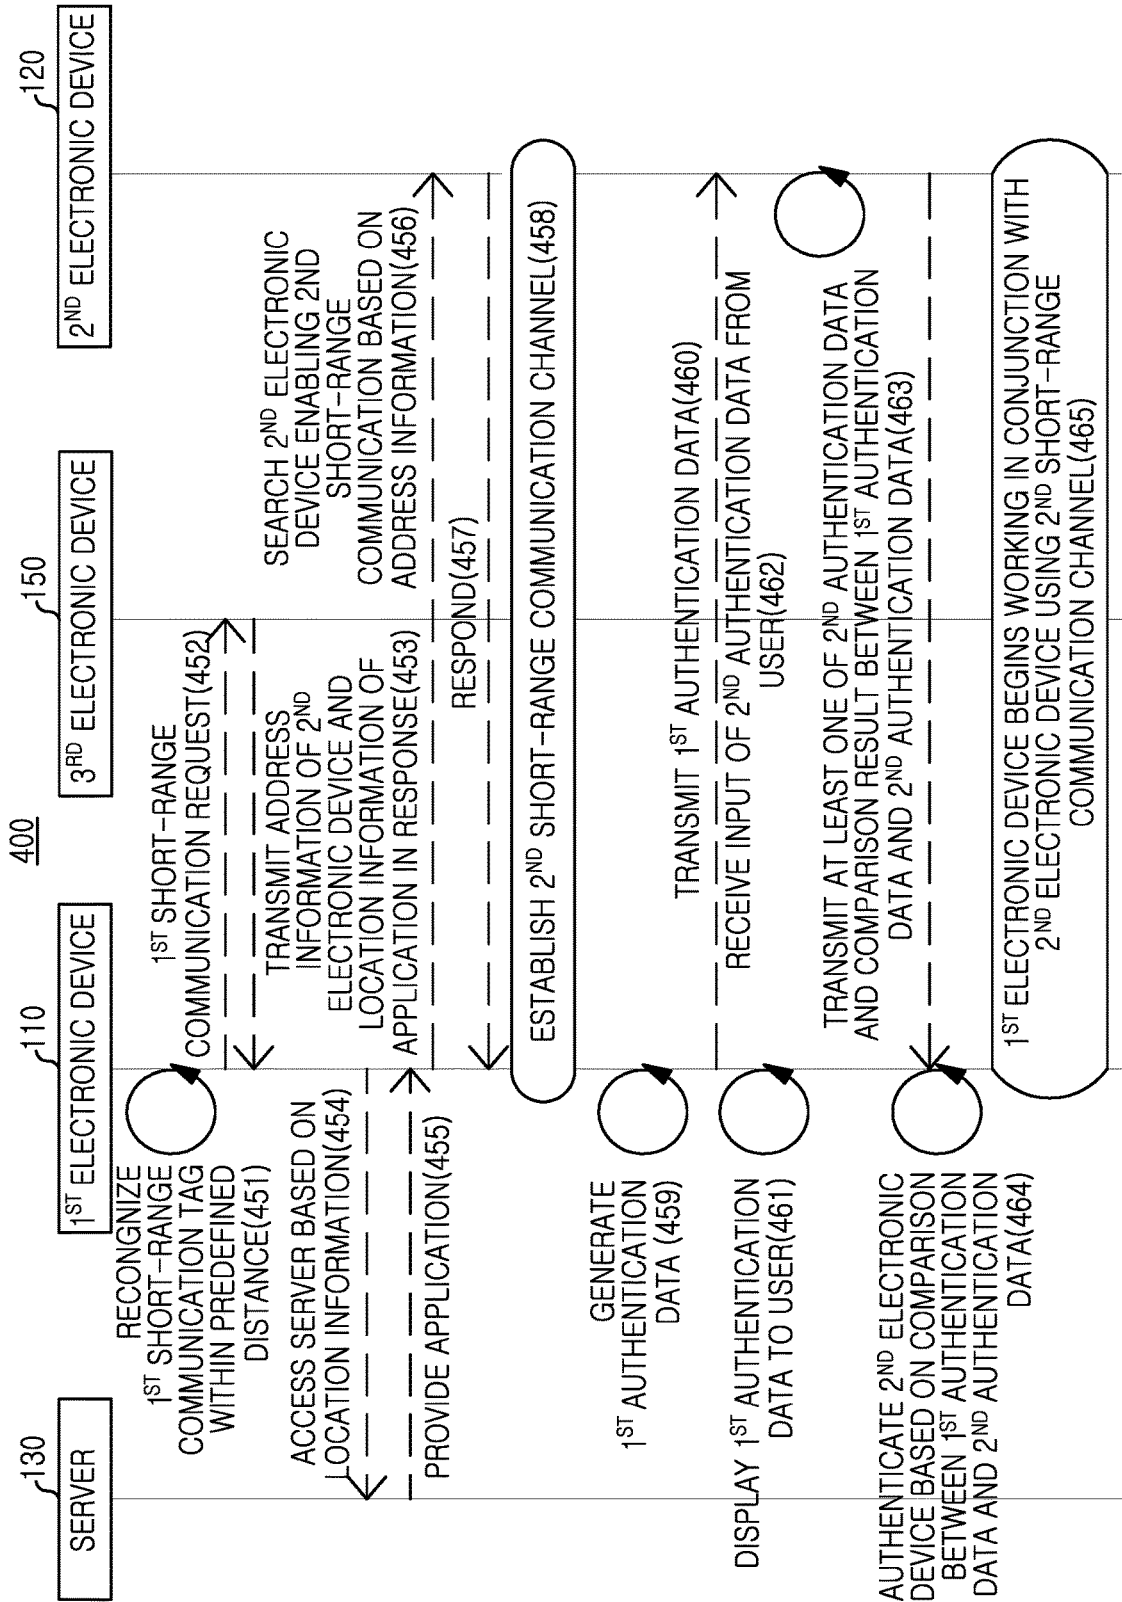 400
130
SERVER
110
1ST ELECTRONIC DEVICE
150
3RD ELECTRONIC DEVICE
120
2ND ELECTRONIC DEVICE
RECONGNIZE
1ST SHORT-RANGE
COMMUNICATION TAG
WITHIN PREDEFINED
DISTANCE(451)
1ST SHORT-RANGE
COMMUNICATION REQUEST(452)
TRANSMIT ADDRESS
INFORMATION OF 2ND
ELECTRONIC DEVICE AND
LOCATION INFORMATION OF
APPLICATION IN RESPONSE(453)
ACCESS SERVER BASED ON
LOCATION INFORMATION(454)
PROVIDE APPLICATION(455)
SEARCH 2ND ELECTRONIC
DEVICE ENABLING 2ND
SHORT-RANGE
COMMUNICATION BASED ON
ADDRESS INFORMATION(456)
RESPOND(457)
ESTABLISH 2ND SHORT-RANGE COMMUNICATION CHANNEL(458)
GENERATE
1ST AUTHENTICATION
DATA (459)
TRANSMIT 1ST AUTHENTICATION DATA(460)
DISPLAY 1ST AUTHENTICATION
DATA TO USER(461)
RECEIVE INPUT OF 2ND AUTHENTICATION DATA FROM
USER(462)
TRANSMIT AT LEAST ONE OF 2ND AUTHENTICATION DATA
AND COMPARISON RESULT BETWEEN 1ST AUTHENTICATION
DATA AND 2ND AUTHENTICATION DATA(463)
AUTHENTICATE 2ND ELECTRONIC
DEVICE BASED ON COMPARISON
BETWEEN 1ST AUTHENTICATION
DATA AND 2ND AUTHENTICATION
DATA(464)
1ST ELECTRONIC DEVICE BEGINS WORKING IN CONJUNCTION WITH
2ND ELECTRONIC DEVICE USING 2ND SHORT-RANGE
COMMUNICATION CHANNEL(465)